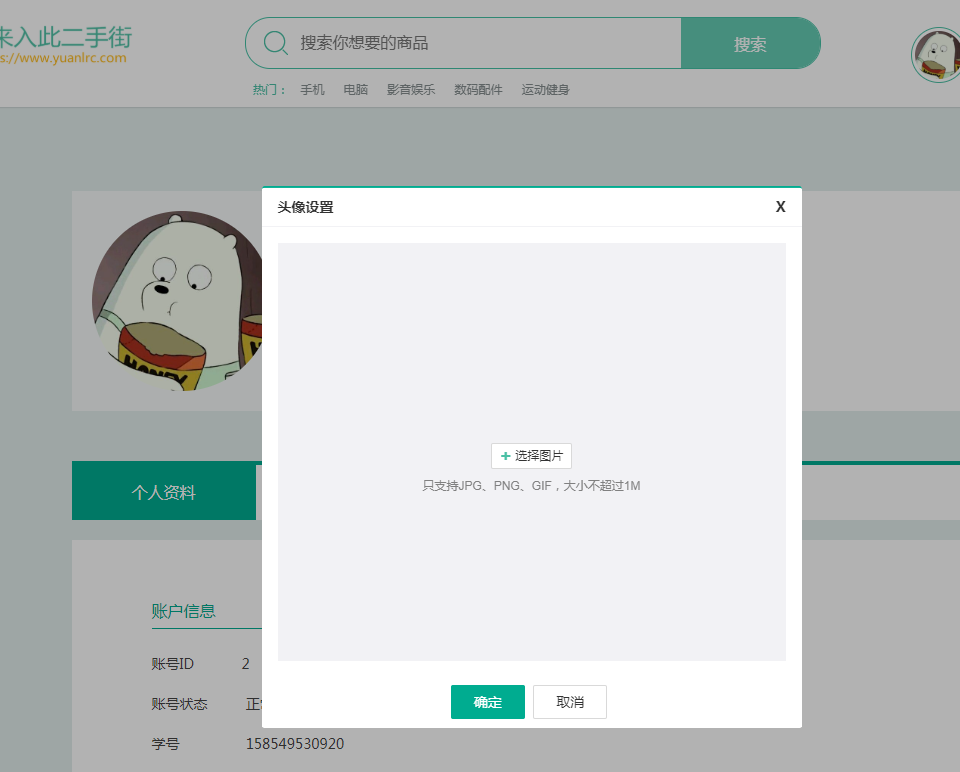 来入此二手街
s://www.yuanlrc.com
搜索你想要的商品
搜索
热门： 手机 电脑 影音娱乐 数码配件 运动健身
头像设置 X
HONEY
+ 选择图片
只支持JPG、PNG、GIF，大小不超过1M
个人资料
账户信息
账号ID 2
账号状态 正
确定 取消
学号 158549530920